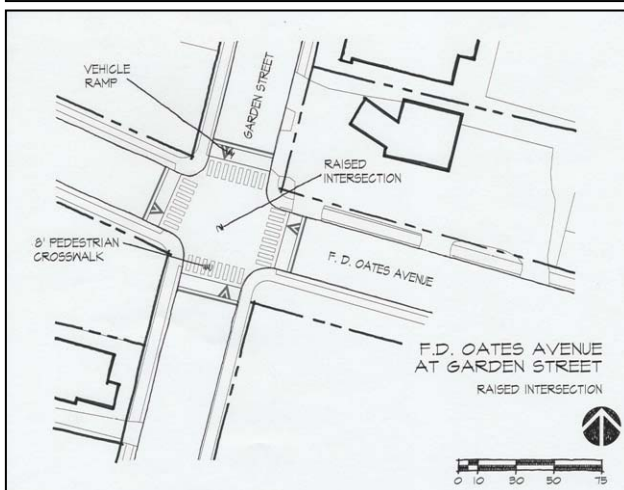 VEHICLE
RAMP
GARDEN STREET
RAISED
INTERSECTION
8' PEDESTRIAN
CROSSWALK
F. D. OATES AVENUE
F.D. OATES AVENUE
AT GARDEN STREET
RAISED INTERSECTION
0 10 30 50 75